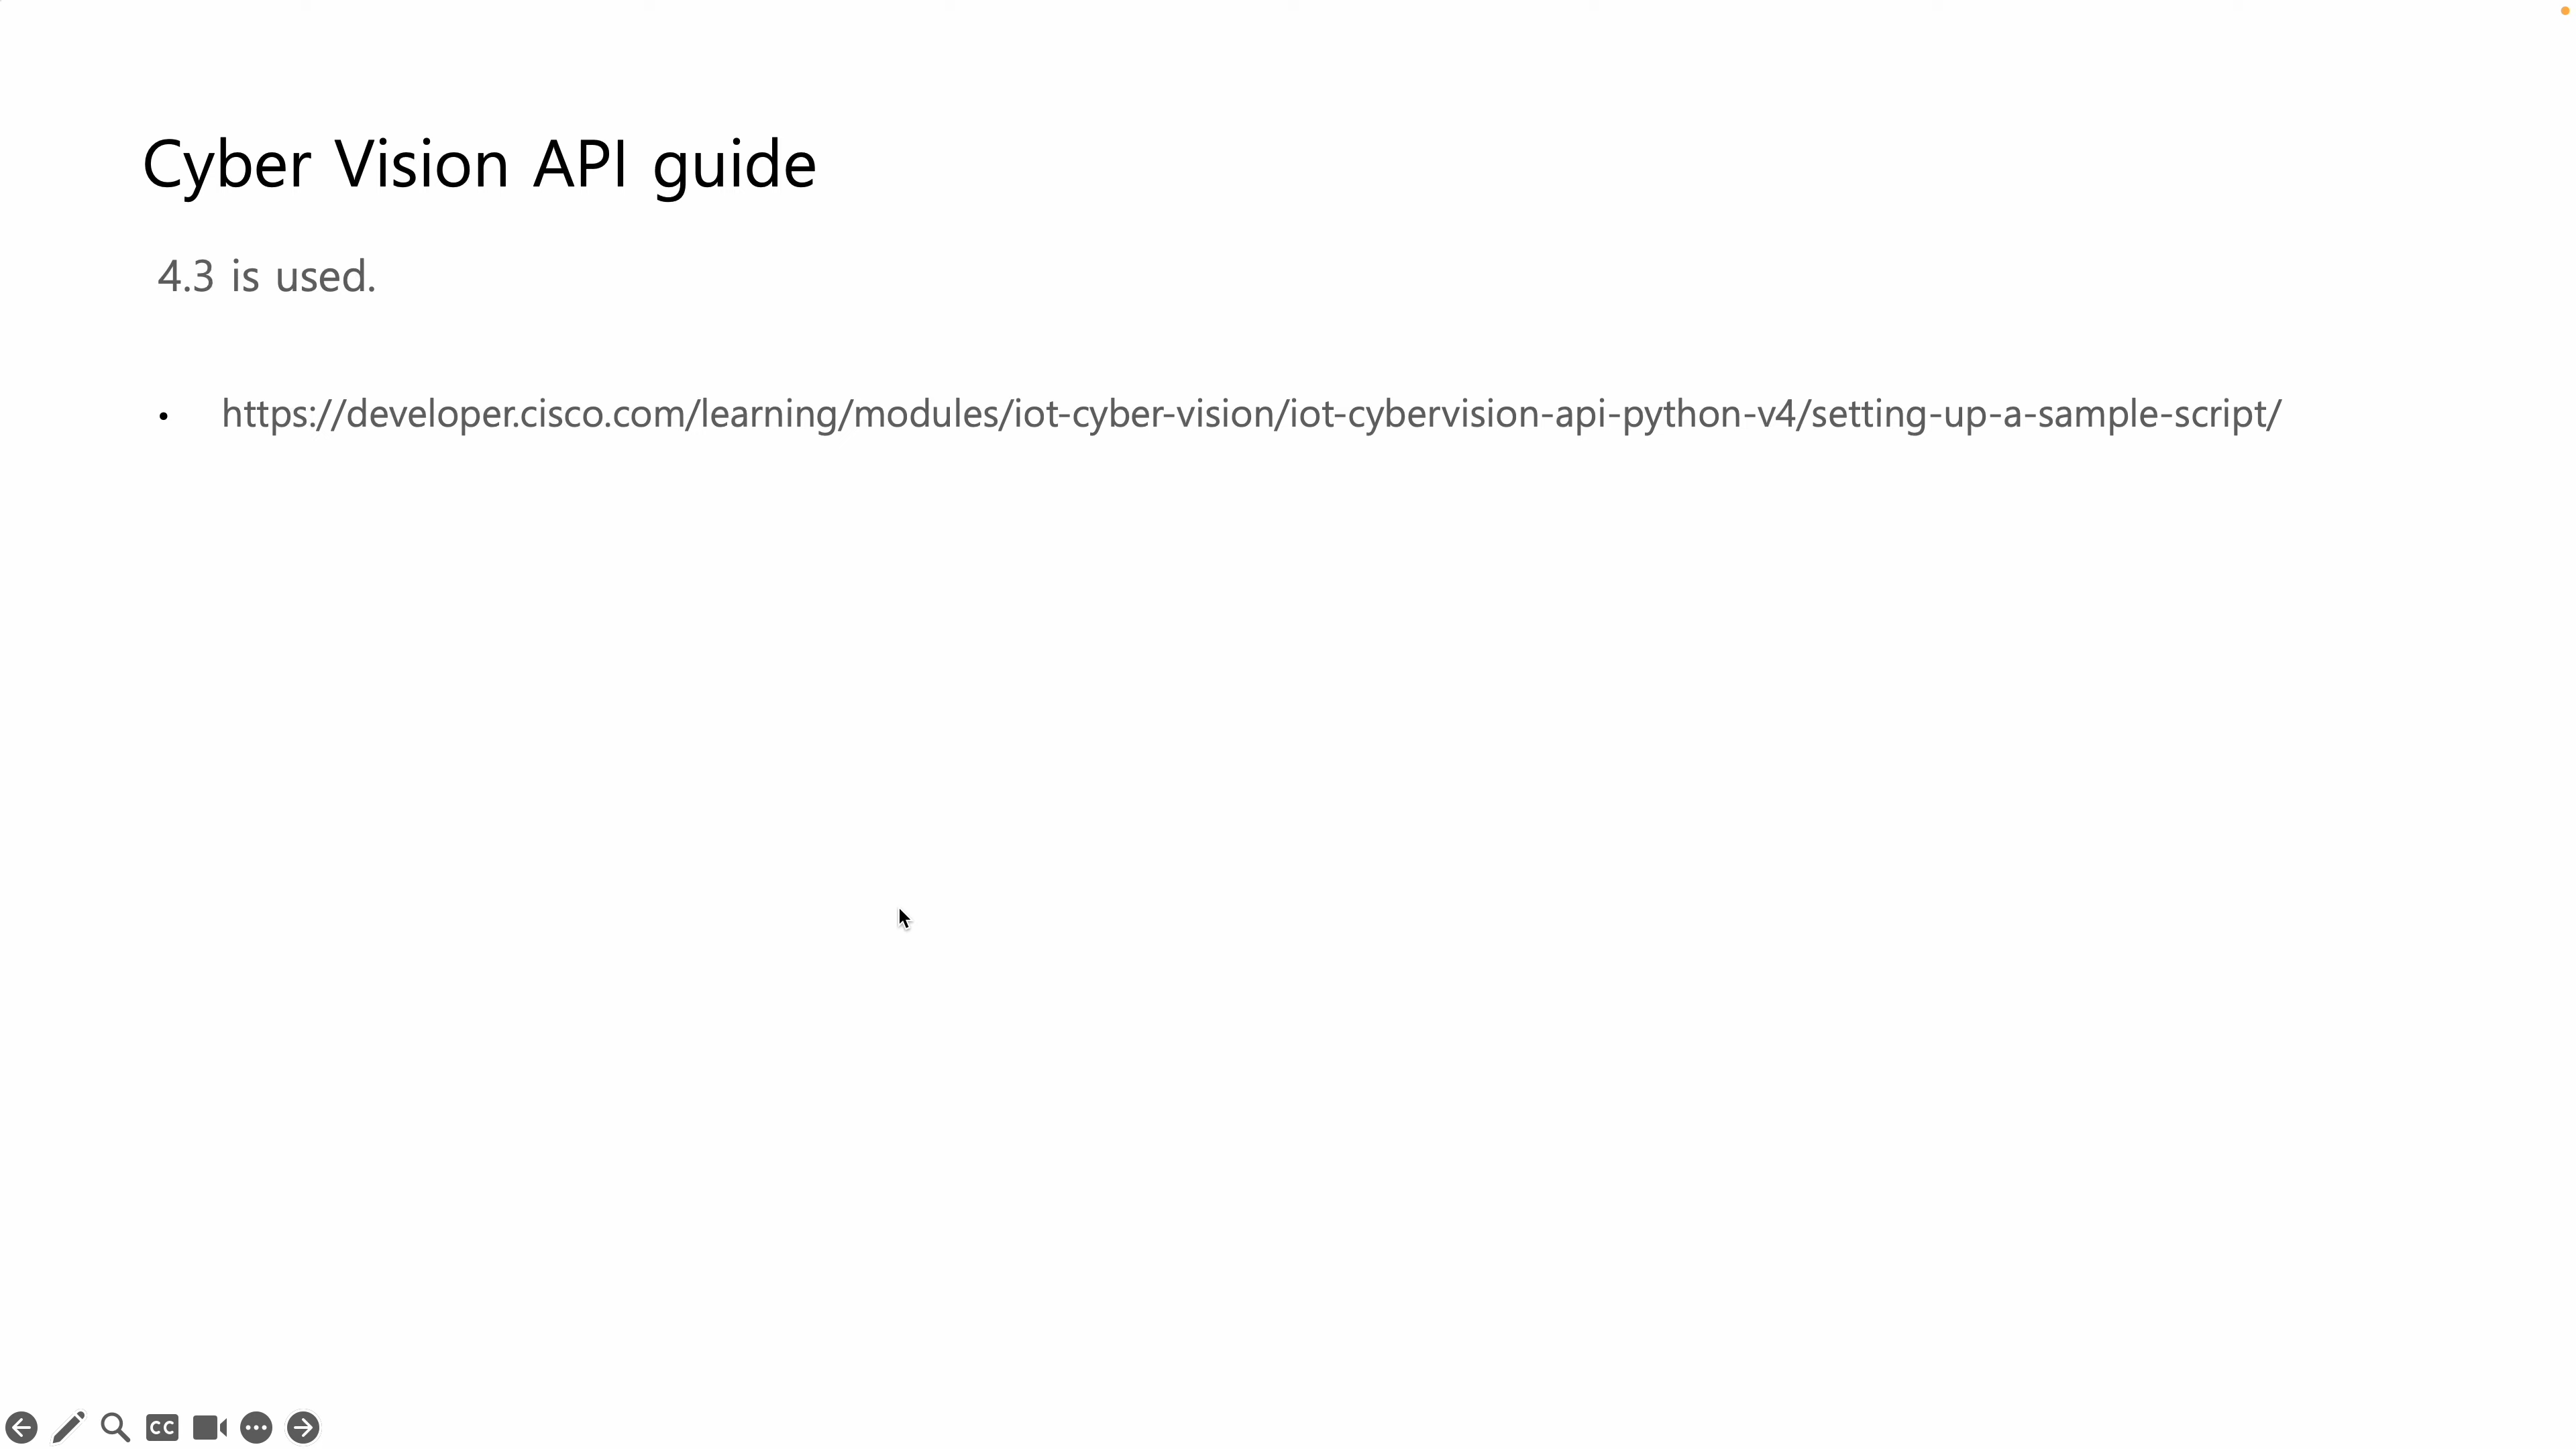 Cyber Vision API guide
4.3 is used.
• https://developer.cisco.com/learning/modules/iot-cyber-vision/iot-cybervision-api-python-v4/setting-up-a-sample-script/
CC